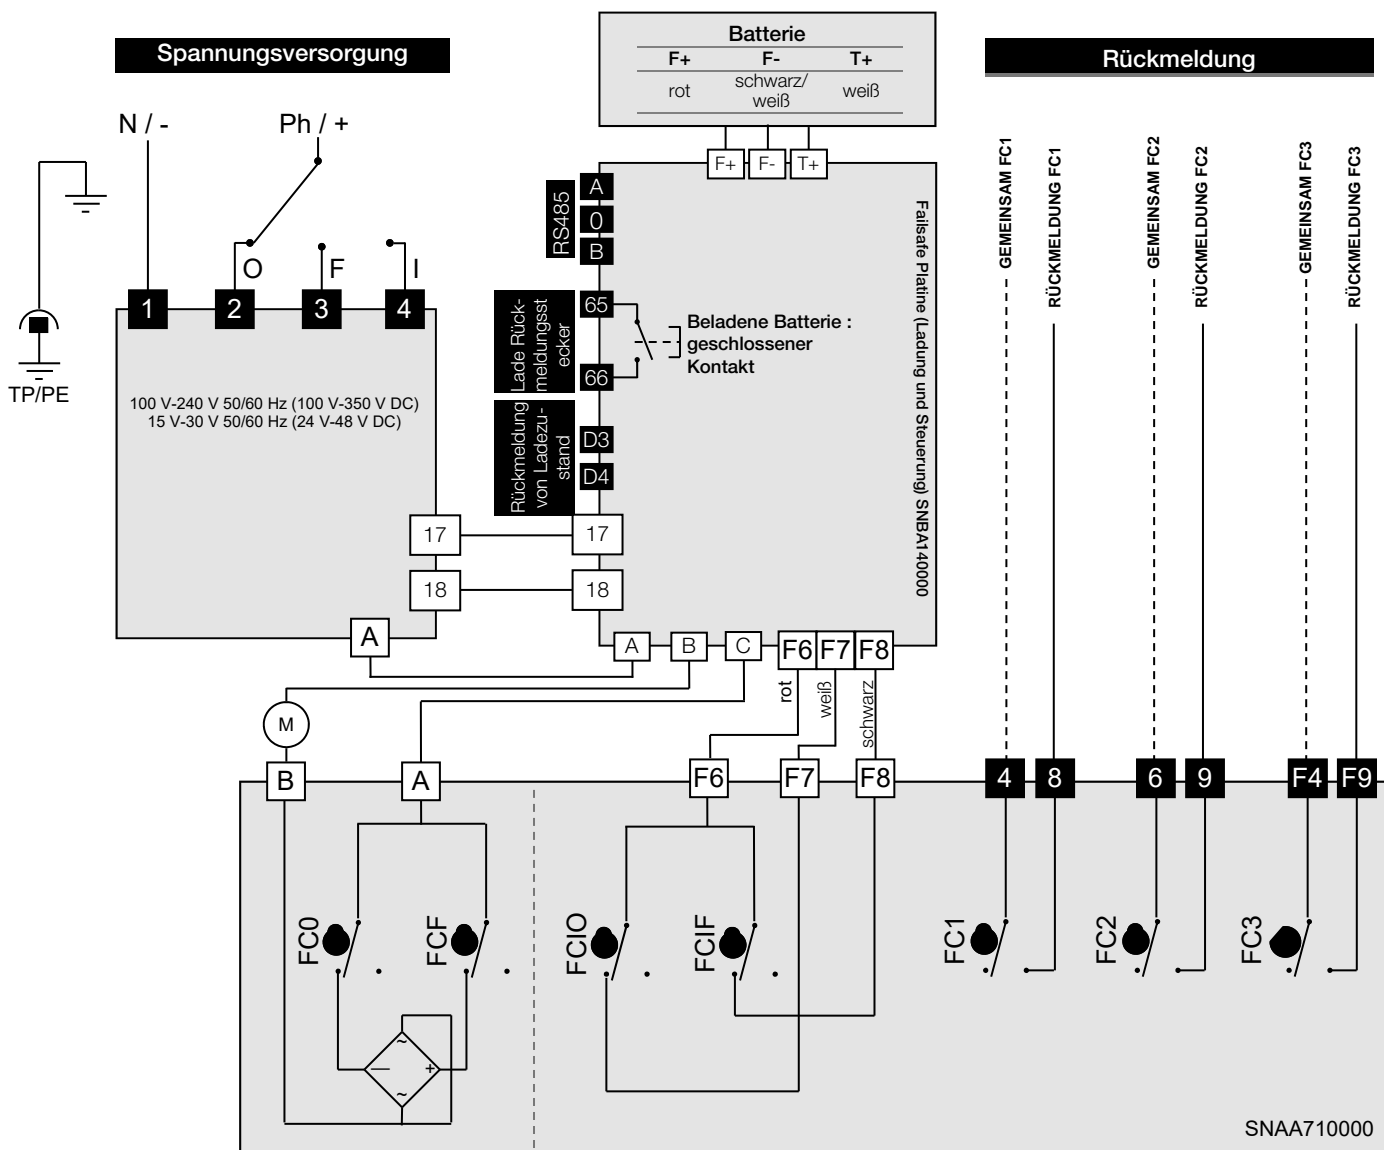 Spannungsversorgung
Batterie
F+ F- T+
rot schwarz/ weiß
weiß
Rückmeldung
N / -
Ph / +
F+ F- T+
O F I
1 2 3 4
TP/PE
100 V-240 V 50/60 Hz (100 V-350 V DC)
15 V-30 V 50/60 Hz (24 V-48 V DC)
17
18
A
RS485
A
0
B
Lade Rück-
meldungsst
ecker
65
66
Beladene Batterie :
geschlossener
Kontakt
Rückmeldung
von Ladezu-
stand
D3
D4
17
18
Failsafe Platine (Ladung und Steuerung) SNBA140000
A B C F6 F7 F8
rot
weiß
schwarz
GEMEINSAM FC1
RÜCKMELDUNG FC1
GEMEINSAM FC2
RÜCKMELDUNG FC2
GEMEINSAM FC3
RÜCKMELDUNG FC3
M
B A F6 F7 F8 4 8 6 9 F4 F9
FC0
FCF
FCIO
FCIF
FC1
FC2
FC3
~
— +
~
SNAA710000